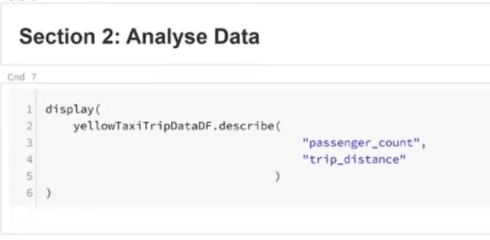 Section 2: Analyse Data
Cmd 7
1 display(
2 yellowTaxiTripDataDF.describe(
3 "passenger_count",
4 "trip_distance"
5 )
6 )